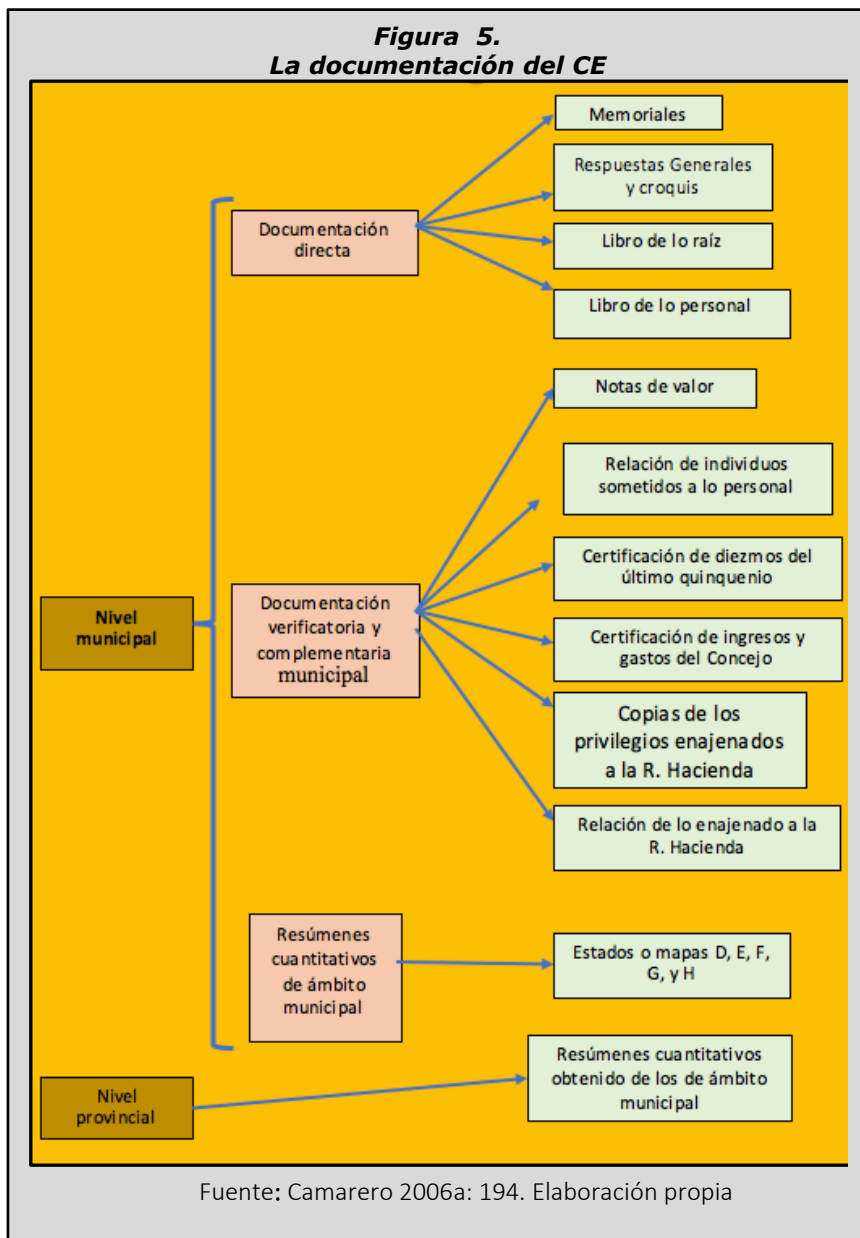 Figura 5.
La documentación del CE
Memoriales
Respuestas Generales
y croquis
Documentación
directa
Libro de lo raíz
Libro de lo personal
Notas de valor
Relación de individuos
sometidos a lo personal
Certificación de diezmos del
último quinquenio
Nivel
municipal
Documentación
verificatoria y
complementaria
municipal
Certificación de ingresos y
gastos del Concejo
Copias de los
privilegios enajenados
a la R. Hacienda
Relación de lo enajenado a la
R. Hacienda
Resúmenes
cuantitativos
de ámbito
municipal
Estados o mapas D, E, F,
G, y H
Nivel
provincial
Resúmenes cuantitativos
obtenido de los de ámbito
municipal
Fuente: Camarero 2006a: 194. Elaboración propia